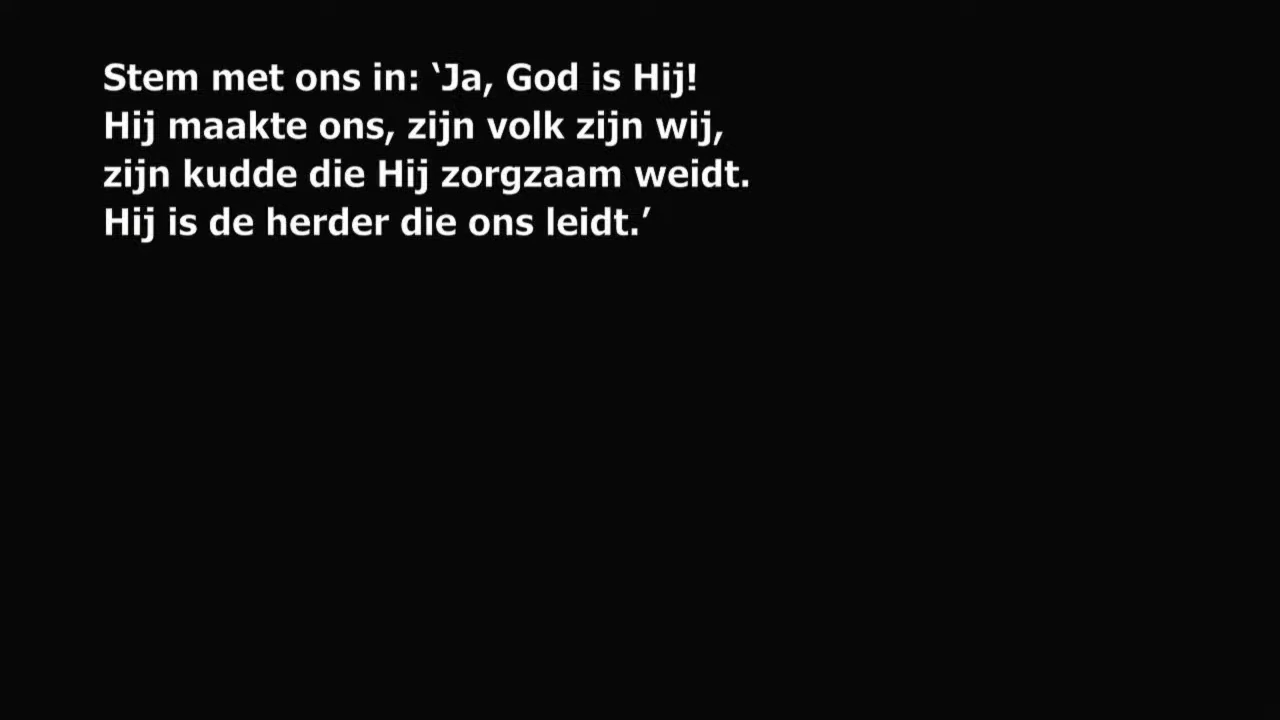 Stem met ons in: ‘Ja, God is Hij!
Hij maakte ons, zijn volk zijn wij,
zijn kudde die Hij zorgzaam weidt.
Hij is de herder die ons leidt.’